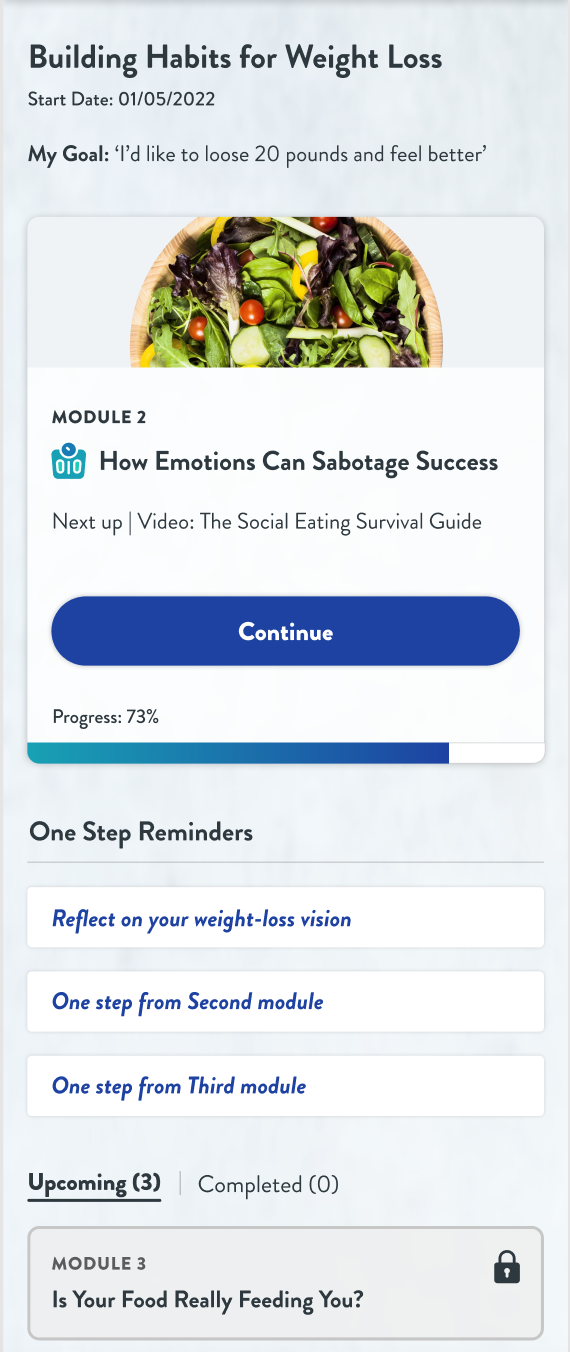 Building Habits for Weight Loss
Start Date: 01/05/2022
My Goal: ‘I’d like to loose 20 pounds and feel better’
MODULE 2
How Emotions Can Sabotage Success
Next up | Video: The Social Eating Survival Guide
Continue
Progress: 73%
One Step Reminders
Reflect on your weight-loss vision
One step from Second module
One step from Third module
Upcoming (3) | Completed (0)
MODULE 3
Is Your Food Really Feeding You?